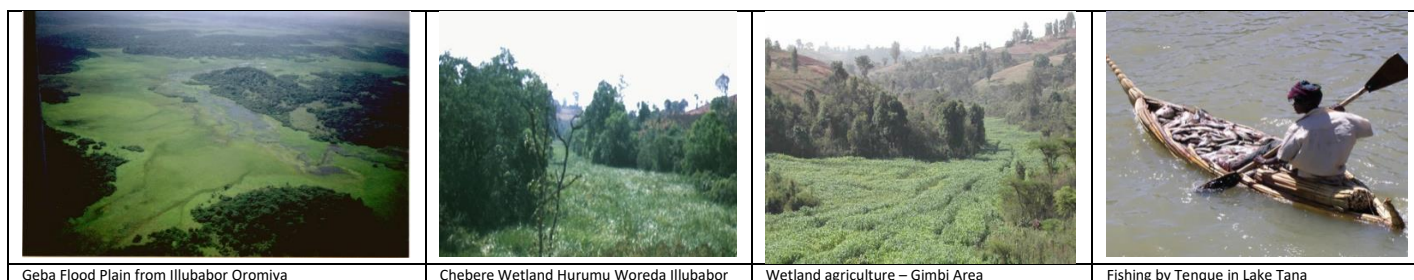 Geba Flood Plain from Illubabor Oromiya
Chebere Wetland Hurumu Woreda Illubabor
Wetland agriculture – Gimbi Area
Fishing by Tenque in Lake Tana